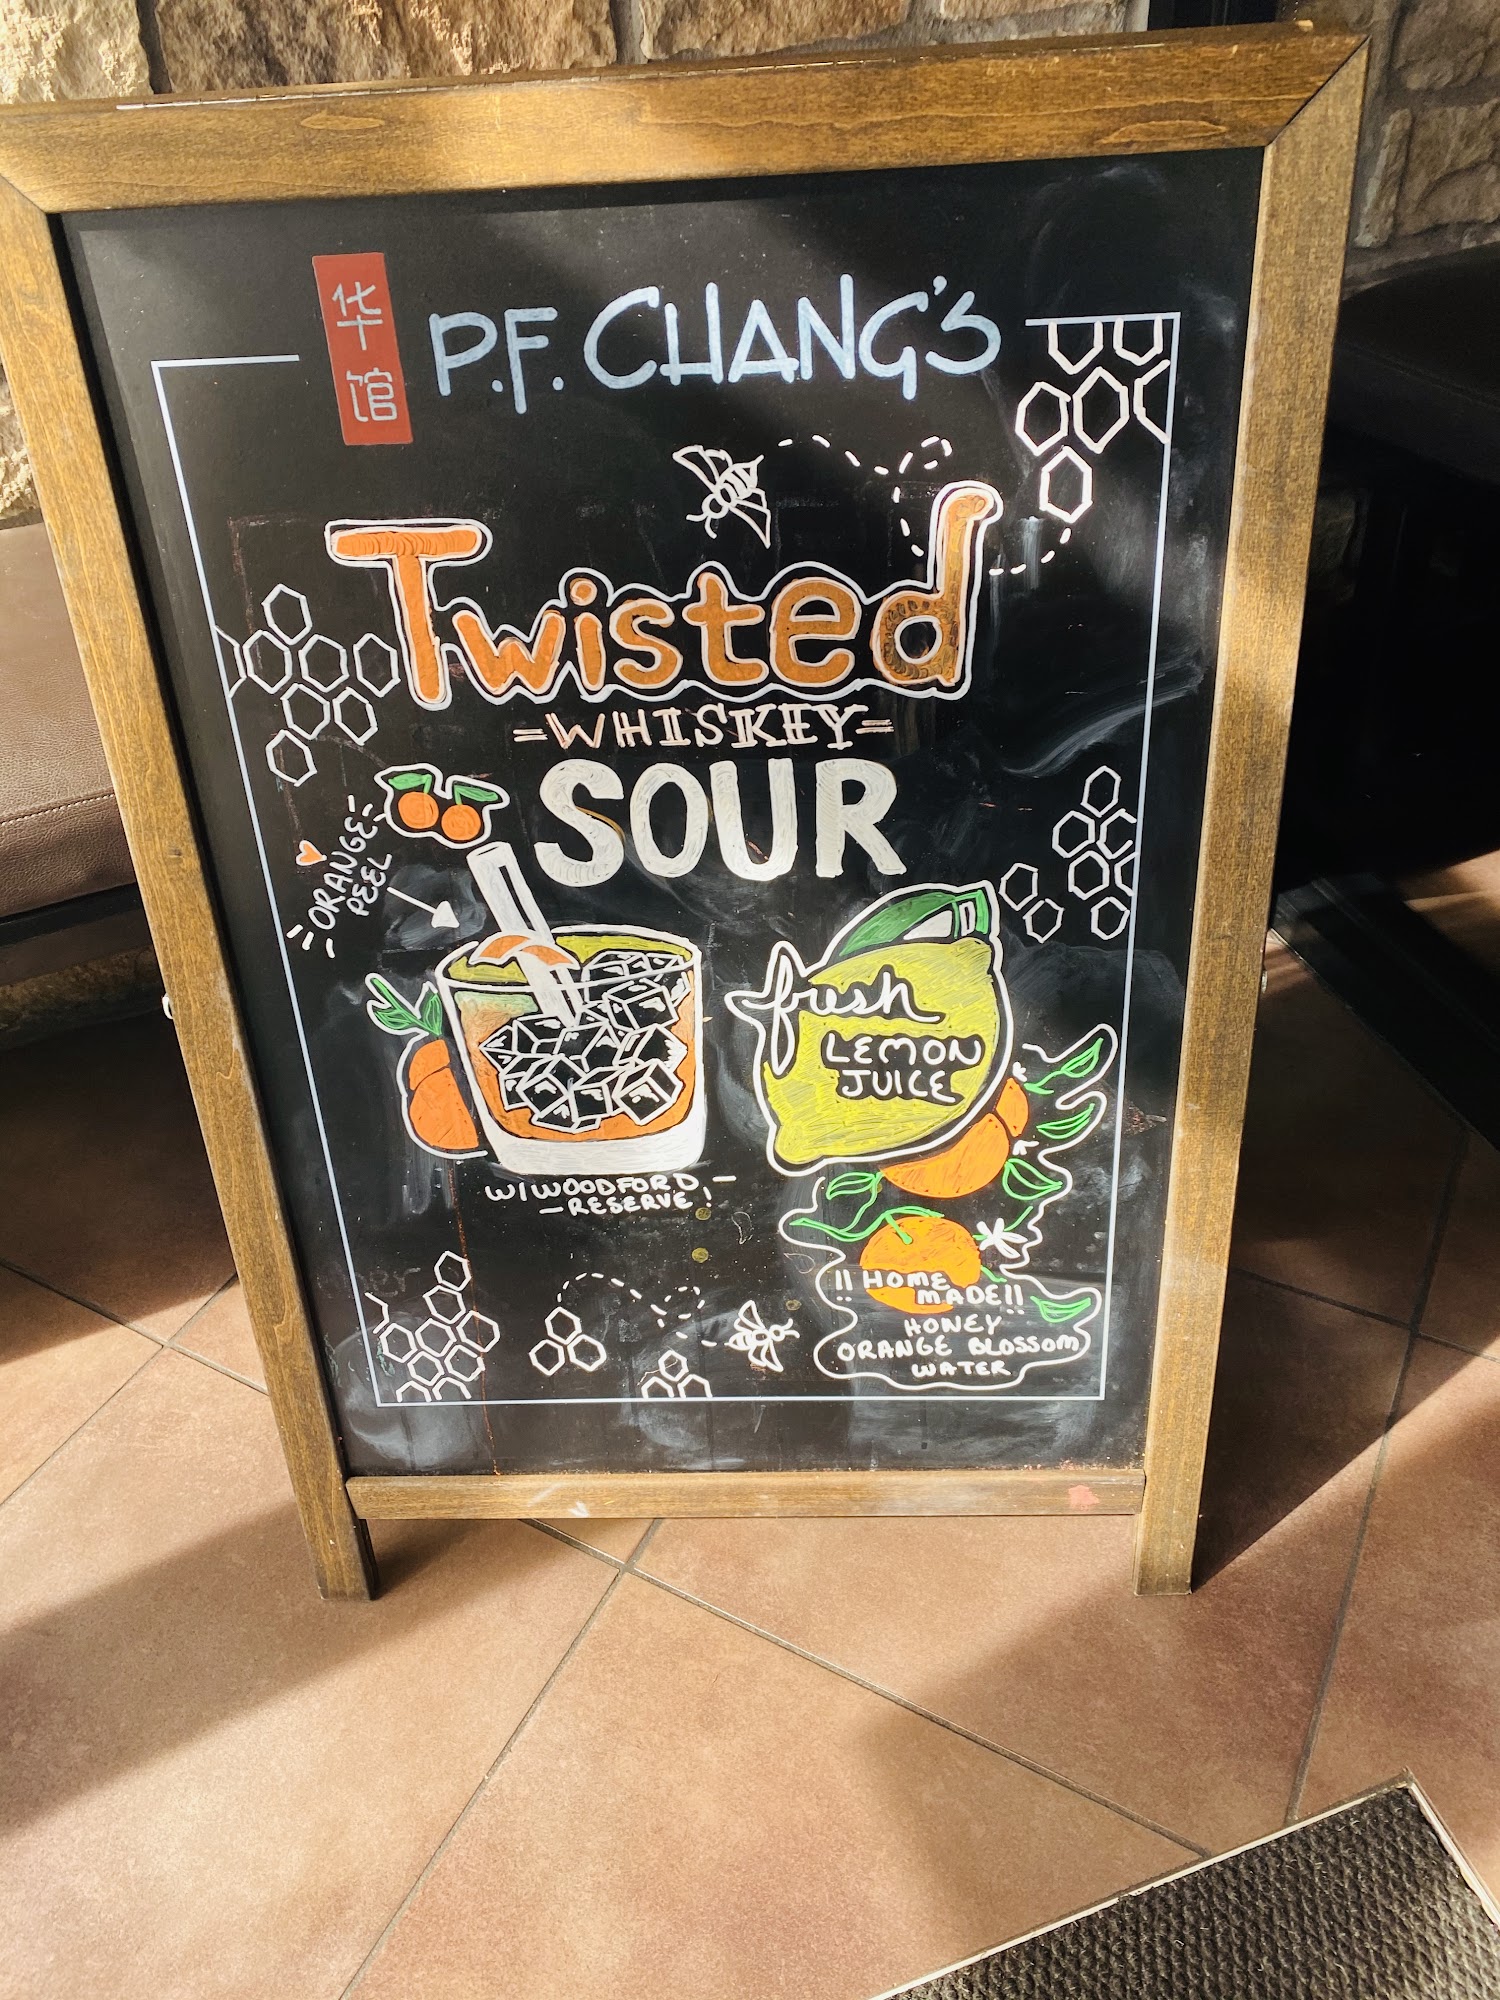 华
馆
P.F. CHANG'S
Twisted
=WHISKEY=
SOUR
ORANGE
PEEL
fresh
LEMON
JUICE
W/WOODFORD
RESERVE!
!! HOME
MADE!!
HONEY
ORANGE BLOSSOM
WATER